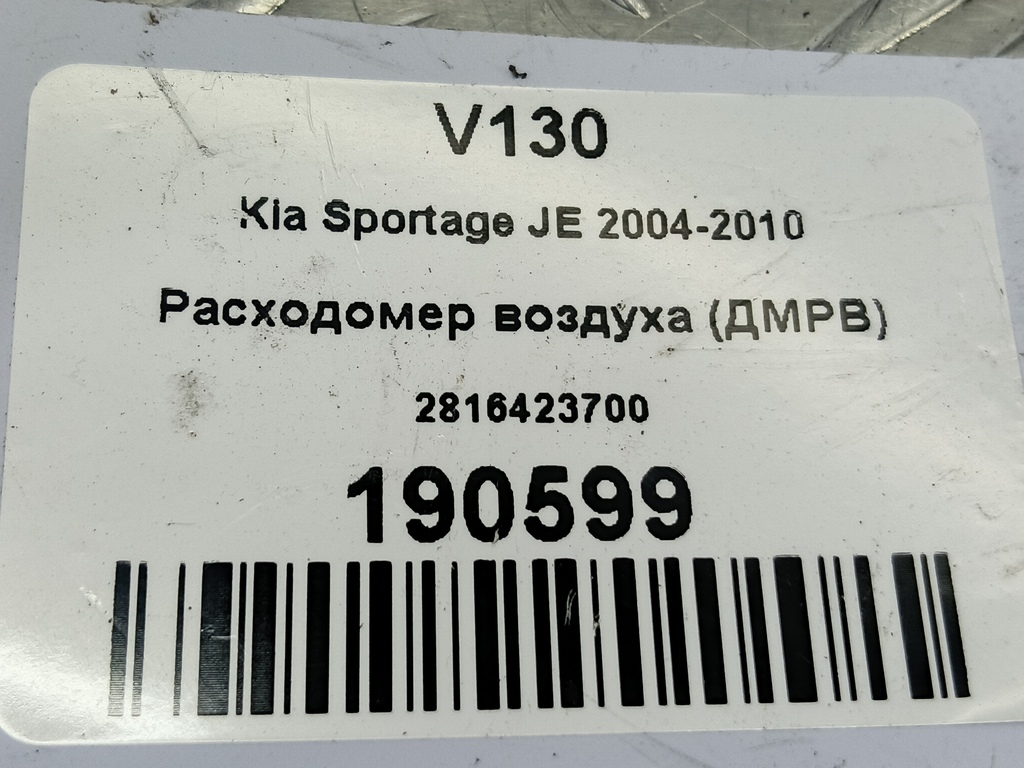 V130
Kia Sportage JE 2004-2010
Расходомер воздуха (ДМРВ)
2816423700
190599